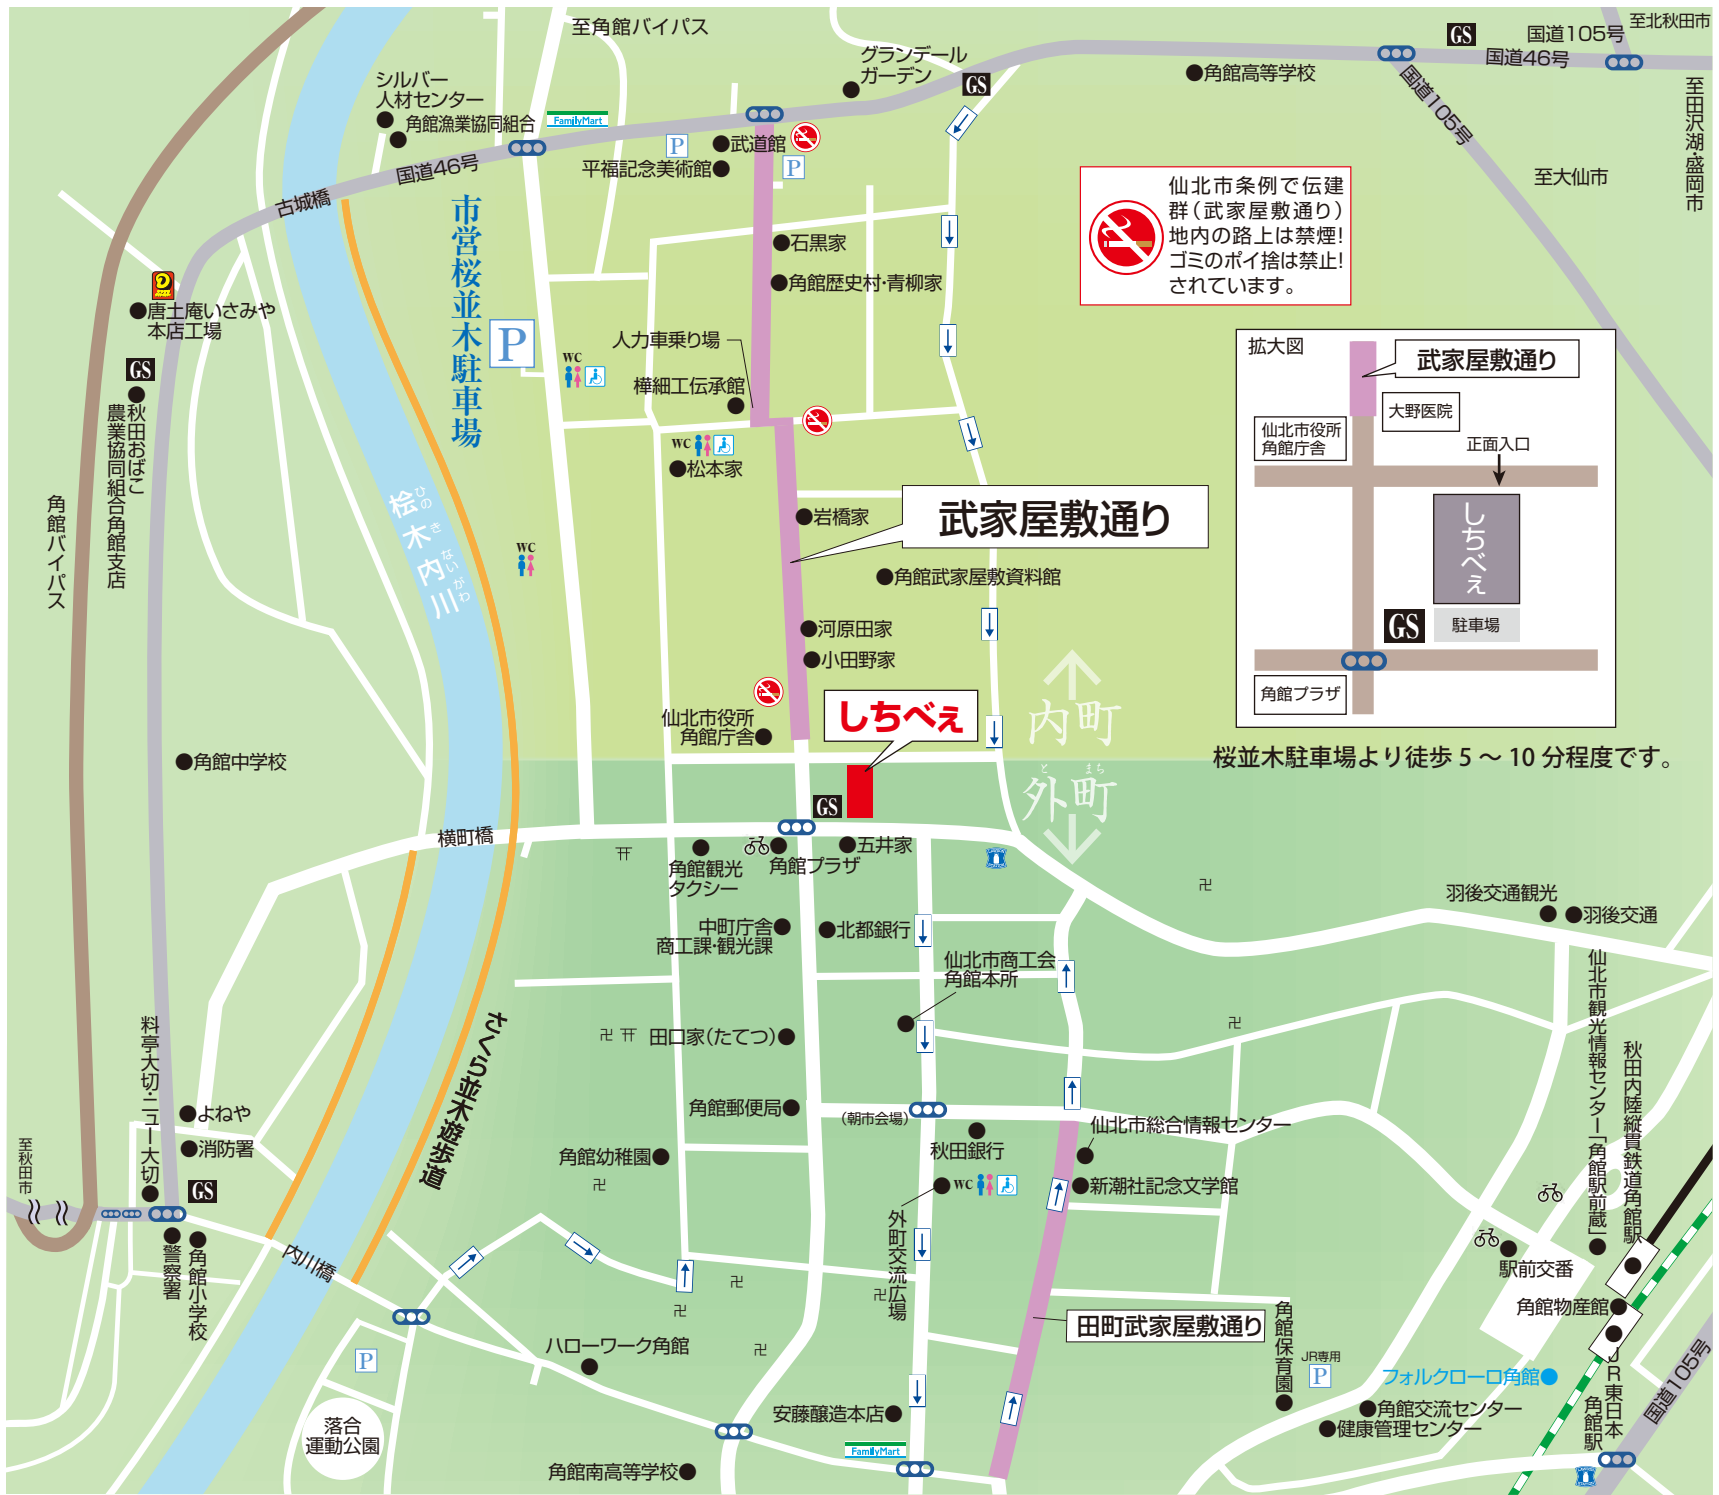 至角館バイパス
グランデール
ガーデン
GS
国道105号
至北秋田市
国道46号
GS
角館高等学校
国道105号
至田沢湖・盛岡市
至大仙市
シルバー
人材センター
角館漁業協同組合
FamilyMart
国道46号
古城橋
P
武道館
平福記念美術館
P
仙北市条例で伝建
群(武家屋敷通り)
地内の路上は禁煙!
ゴミのポイ捨は禁止!
されています。
市営桜並木駐車場
P
石黒家
角館歴史村・青柳家
人力車乗り場
樺細工伝承館
WC
WC
松本家
唐土庵いさみや
本店工場
GS
秋田おばこ
農業協同組合角館支店
角館バイパス
桧木内川
ひのきないがわ
WC
岩橋家
武家屋敷通り
角館武家屋敷資料館
河原田家
小田野家
仙北市役所
角館庁舎
しちべぇ
GS
内町
外町
と まち
拡大図
武家屋敷通り
大野医院
仙北市役所
角館庁舎
正面入口
しちべぇ
GS
駐車場
角館プラザ
桜並木駐車場より徒歩 5 〜 10 分程度です。
角館中学校
横町橋
角館観光
タクシー
角館プラザ
五井家
中町庁舎
商工課・観光課
北都銀行
仙北市商工会
角館本所
羽後交通観光
羽後交通
仙北市観光情報センター「角館駅前蔵」
秋田内陸縦貫鉄道角館駅
さくら並木遊歩道
田口家(たてつ)
角館郵便局
(朝市会場)
秋田銀行
仙北市総合情報センター
新潮社記念文学館
角館幼稚園
WC
外町交流広場
料亭大切・ニュー大切
よねや
消防署
GS
至秋田市
警察署
角館小学校
内川橋
P
落合
運動公園
ハローワーク角館
田町武家屋敷通り
角館保育園
JR専用
P
駅前交番
角館物産館
フォルクローロ角館
角館交流センター
健康管理センター
JR東日本
角館駅
国道105号
安藤醸造本店
FamilyMart
角館南高等学校